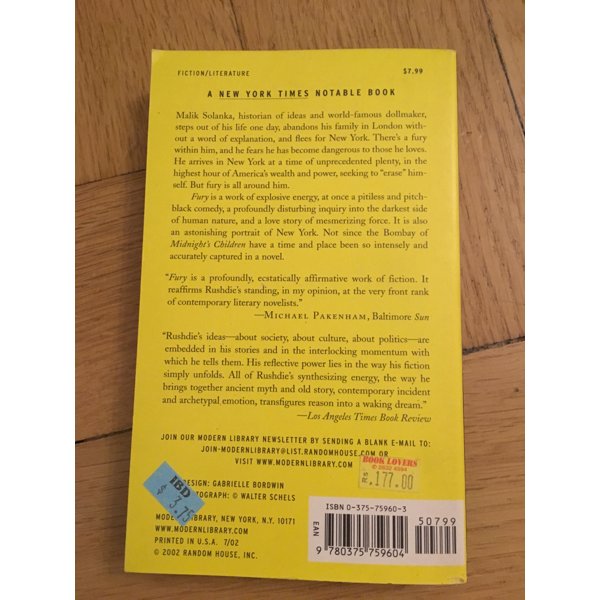 FICTION/LITERATURE $7.99
A NEW YORK TIMES NOTABLE BOOK
Malik Solanka, historian of ideas and world-famous dollmaker,
steps out of his life one day, abandons his family in London with-
out a word of explanation, and flees for New York. There's a fury
within him, and he fears he has become dangerous to those he loves.
He arrives in New York at a time of unprecedented plenty, in the
highest hour of America's wealth and power, seeking to "erase" him-
self. But fury is all around him.
Fury is a work of explosive energy, at once a pitiless and pitch-
black comedy, a profoundly disturbing inquiry into the darkest side
of human nature, and a love story of mesmerizing force. It is also
an astonishing portrait of New York. Not since the Bombay of
Midnight's Children have a time and place been so intensely and
accurately captured in a novel.
"Fury is a profoundly, ecstatically affirmative work of fiction. It
reaffirms Rushdie's standing, in my opinion, at the very front rank
of contemporary literary novelists."
—MICHAEL PAKENHAM, Baltimore Sun
"Rushdie's ideas—about society, about culture, about politics—are
embedded in his stories and in the interlocking momentum with
which he tells them. His reflective power lies in the way his fiction
simply unfolds. All of Rushdie's synthesizing energy, the way he
brings together ancient myth and old story, contemporary incident
and archetypal emotion, transfigures reason into a waking dream."
—Los Angeles Times Book Review
JOIN OUR MODERN LIBRARY NEWSLETTER BY SENDING A BLANK E-MAIL TO:
JOIN-MODERNLIBRARY@LIST.RANDOMHOUSE.COM OR
VISIT WWW.MODERNLIBRARY.COM
BOOK LOVERS
Rs.177.00
IBD
$ 3.75
DESIGN: GABRIELLE BORDWIN
© WALTER SCHELS
LIBRARY, NEW YORK, N.Y. 10171
WWW.MODERNLIBRARY.COM
PRINTED IN U.S.A. 7/02
© 2002 RANDOM HOUSE, INC.
ISBN 0-375-75960-3
50799
EAN
9 780375 759604